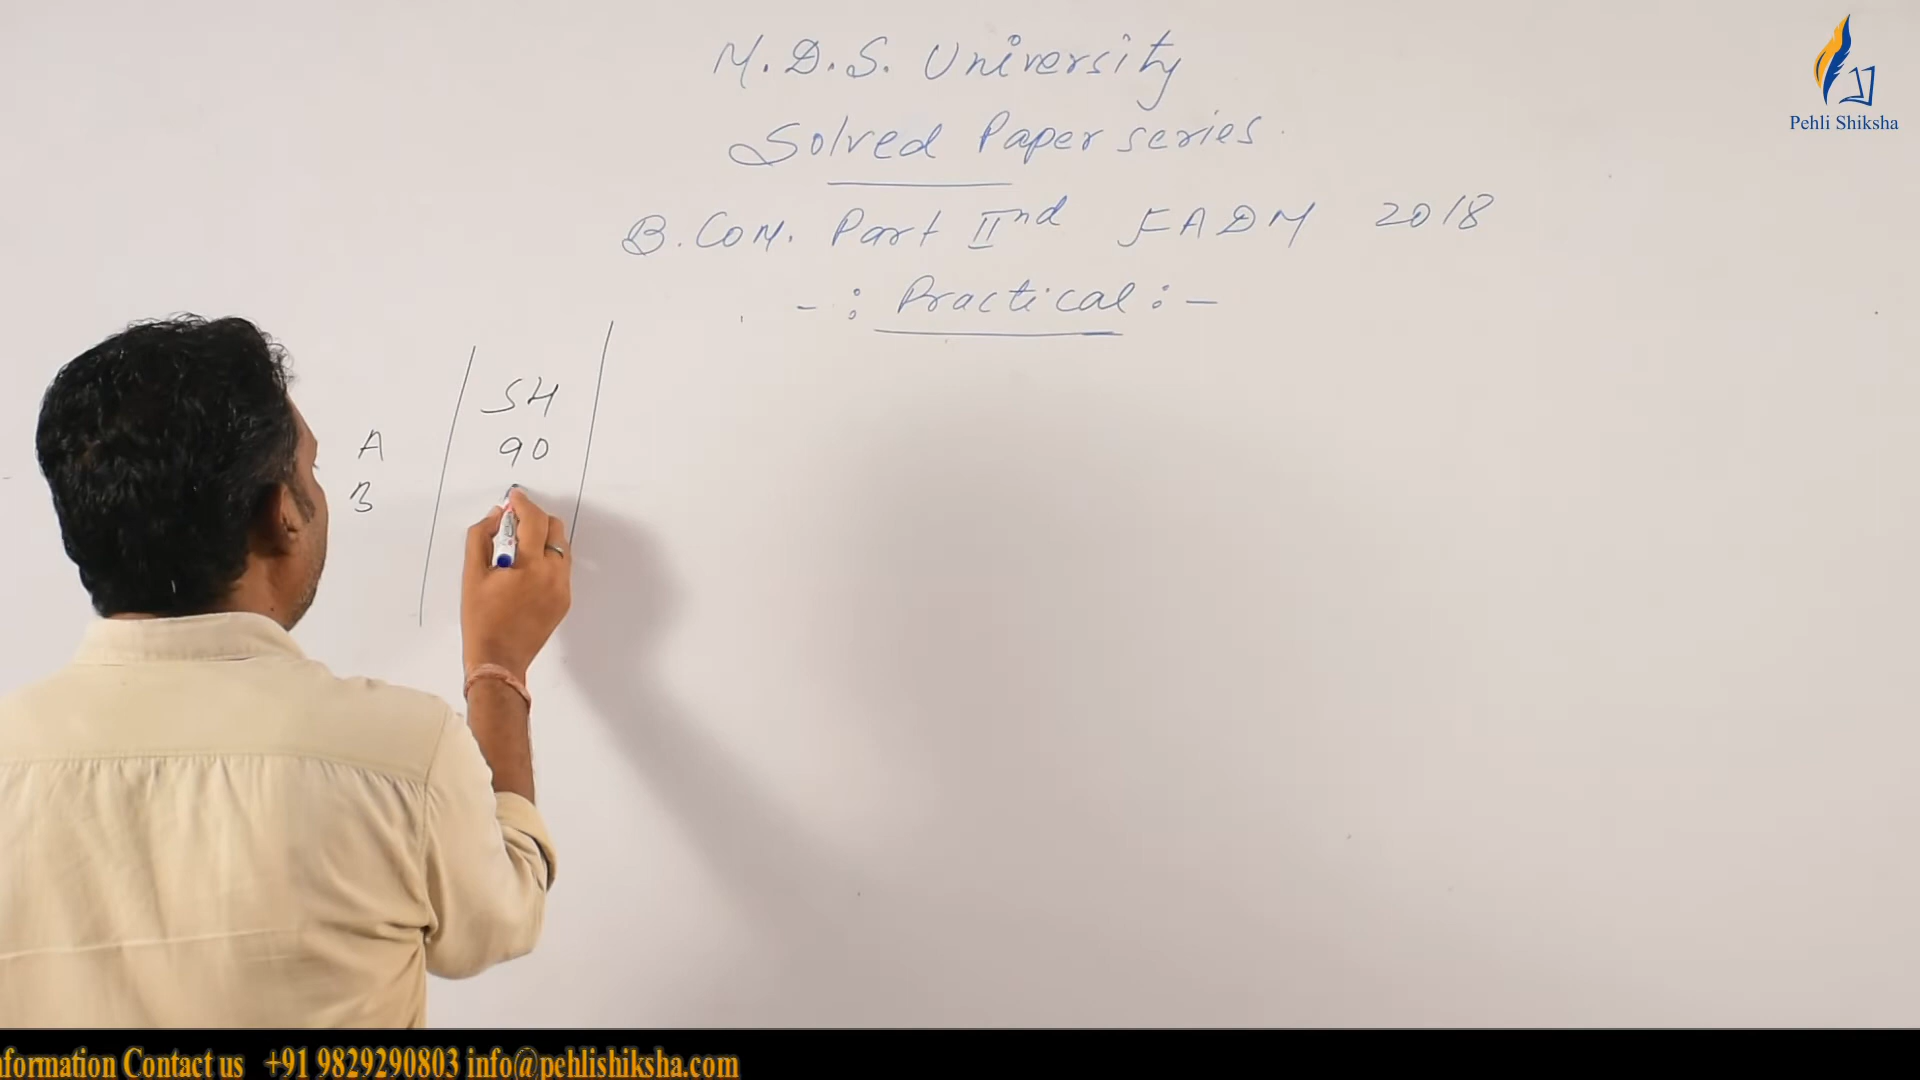 M.D.S. University
Solved Paper series.
B.Com. Part IInd FADM 2018
-: Practical :-
SH
A 90
B
Pehli Shiksha
nformation Contact us +91 9829290803 info@pehlishiksha.com